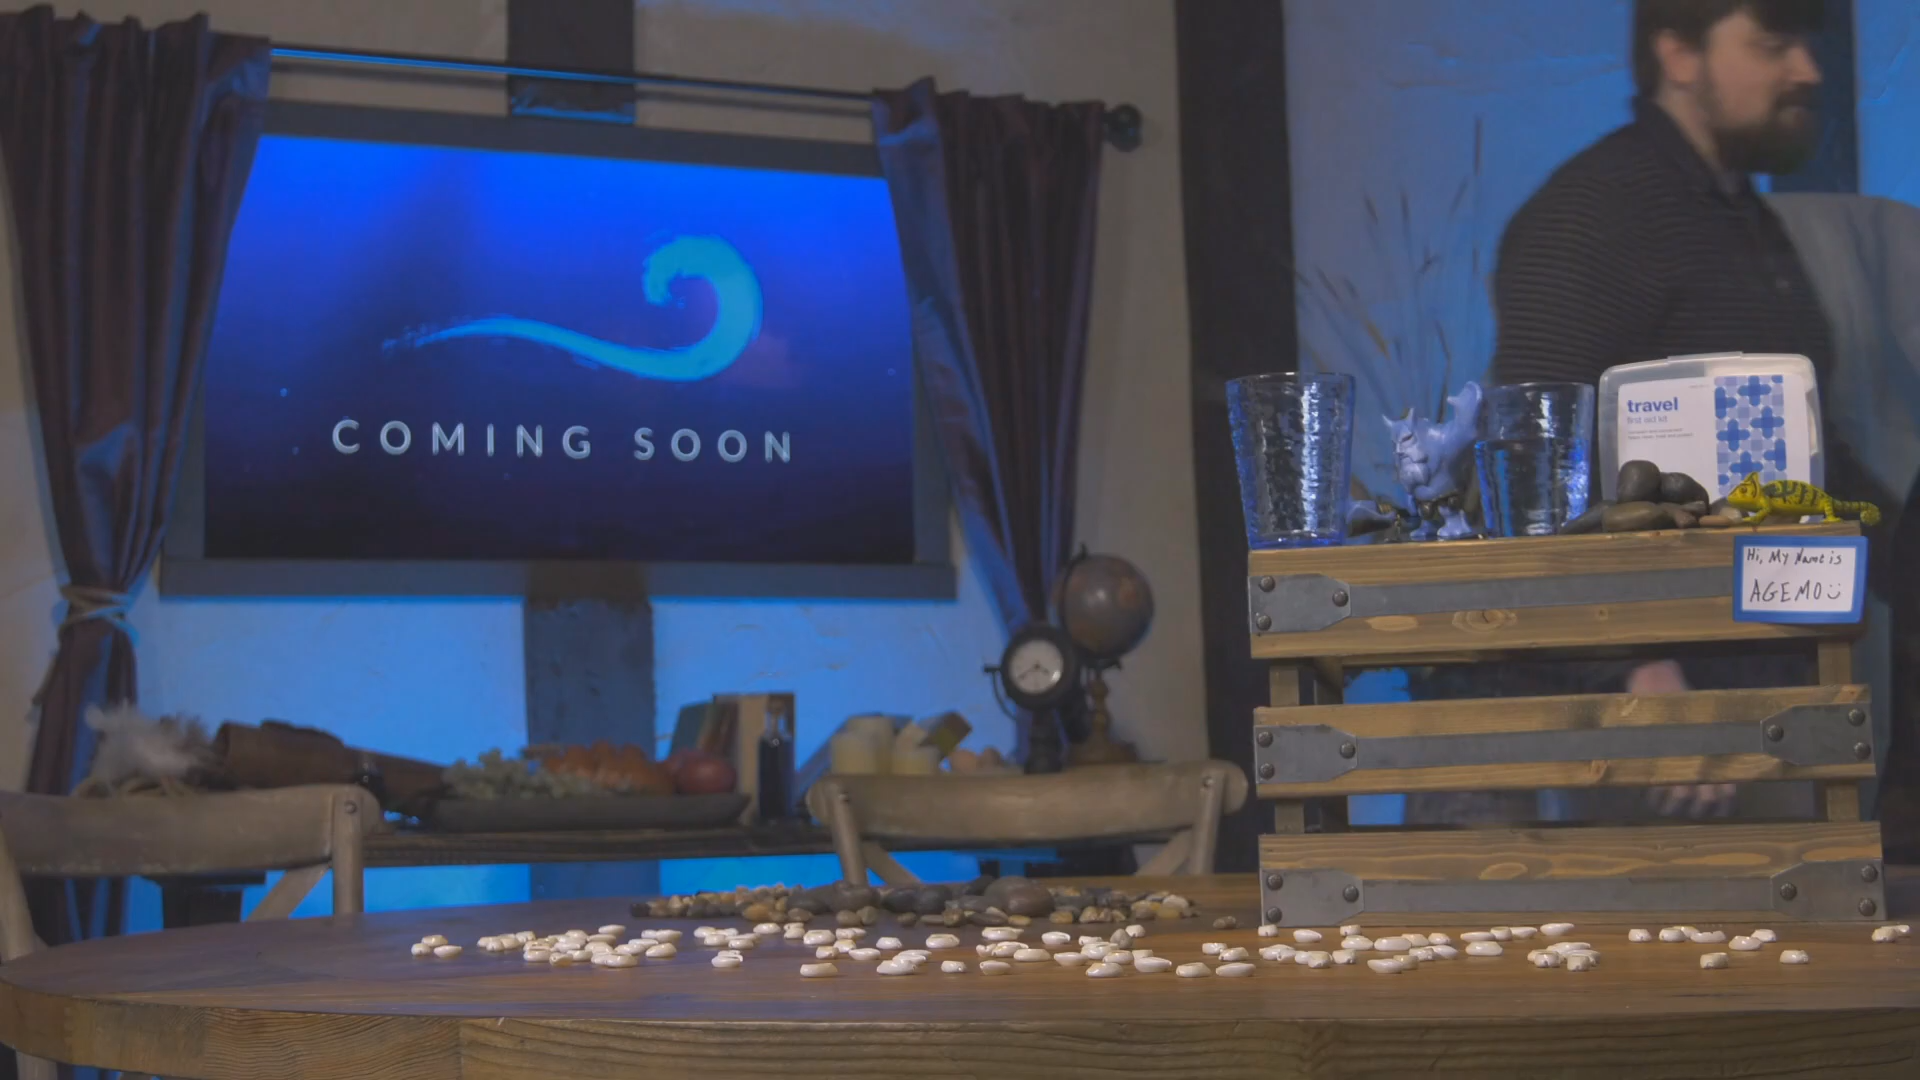 COMING SOON
travel
first aid kit
Hi, My Name is
AGEMO